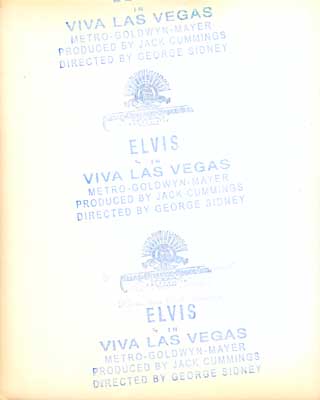 IN
VIVA LAS VEGAS
METRO-GOLDWYN-MAYER
PRODUCED BY JACK CUMMINGS
DIRECTED BY GEORGE SIDNEY
ELVIS
IN
VIVA LAS VEGAS
METRO-GOLDWYN-MAYER
PRODUCED BY JACK CUMMINGS
DIRECTED BY GEORGE SIDNEY
ELVIS
IN
VIVA LAS VEGAS
METRO-GOLDWYN-MAYER
PRODUCED BY JACK CUMMINGS
DIRECTED BY GEORGE SIDNEY